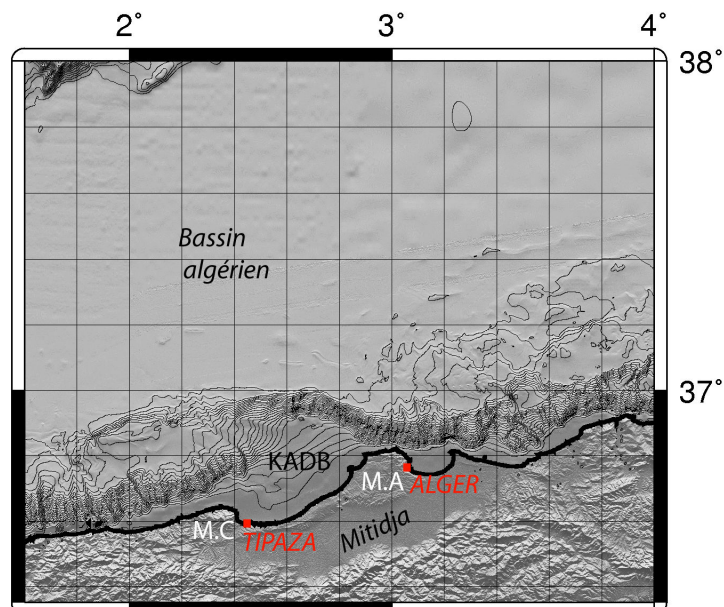 2° 3° 4°
38°
Bassin
algérien
37°
KADB
M.A ALGER
M.C TIPAZA
Mitidja